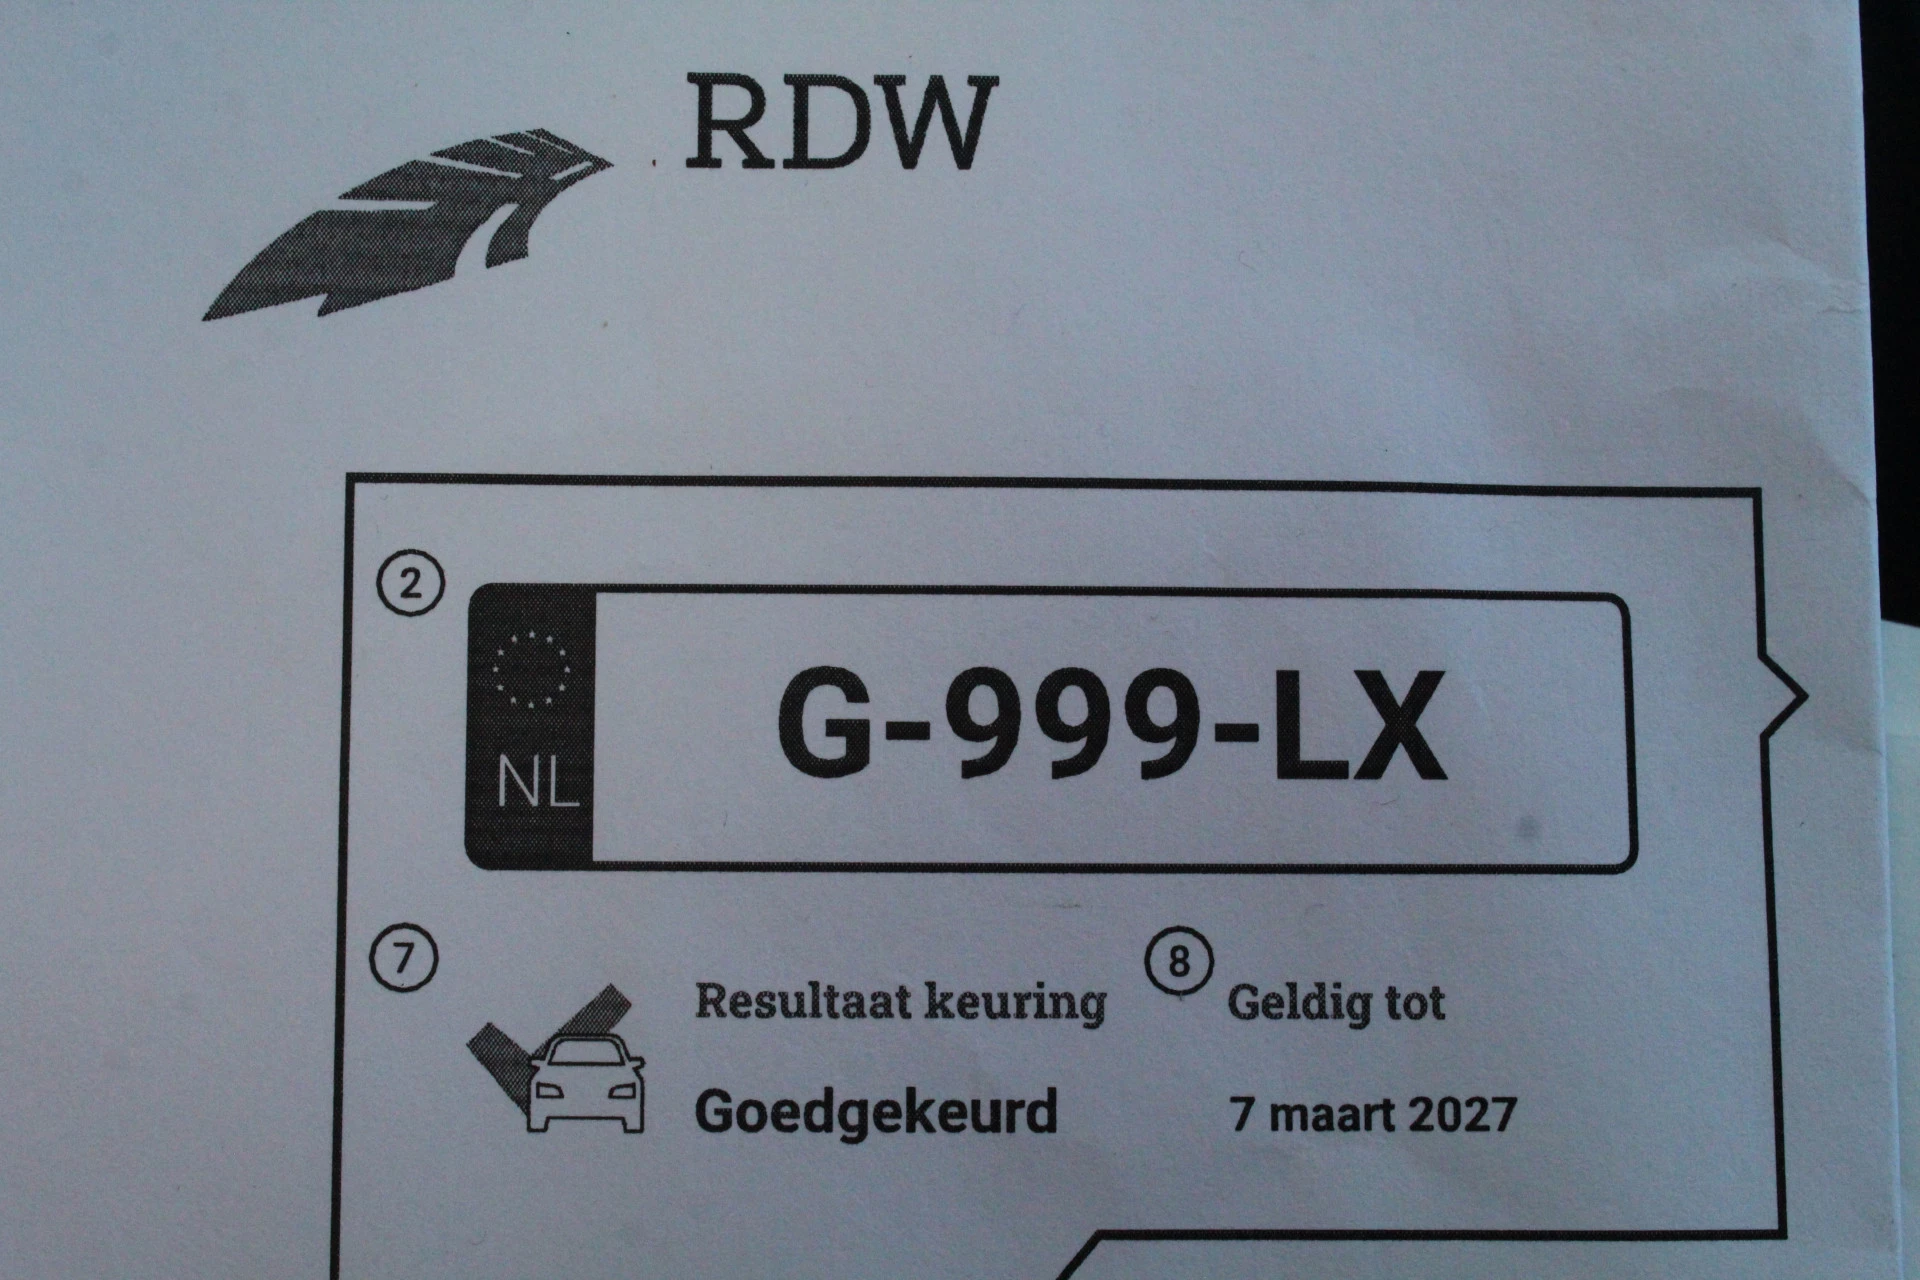 RDW
2
NL
G-999-LX
7
Resultaat keuring
Goedgekeurd
8
Geldig tot
7 maart 2027